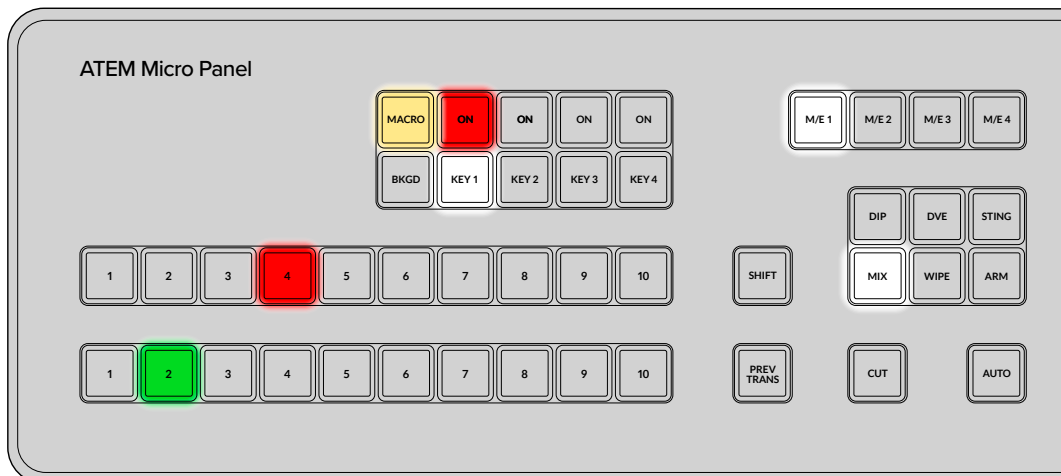 ATEM Micro Panel
MACRO ON ON ON ON
M/E 1 M/E 2 M/E 3 M/E 4
BKGD KEY 1 KEY 2 KEY 3 KEY 4
DIP DVE STING
1 2 3 4 5 6 7 8 9 10
SHIFT
MIX WIPE ARM
1 2 3 4 5 6 7 8 9 10
PREV
TRANS
CUT
AUTO